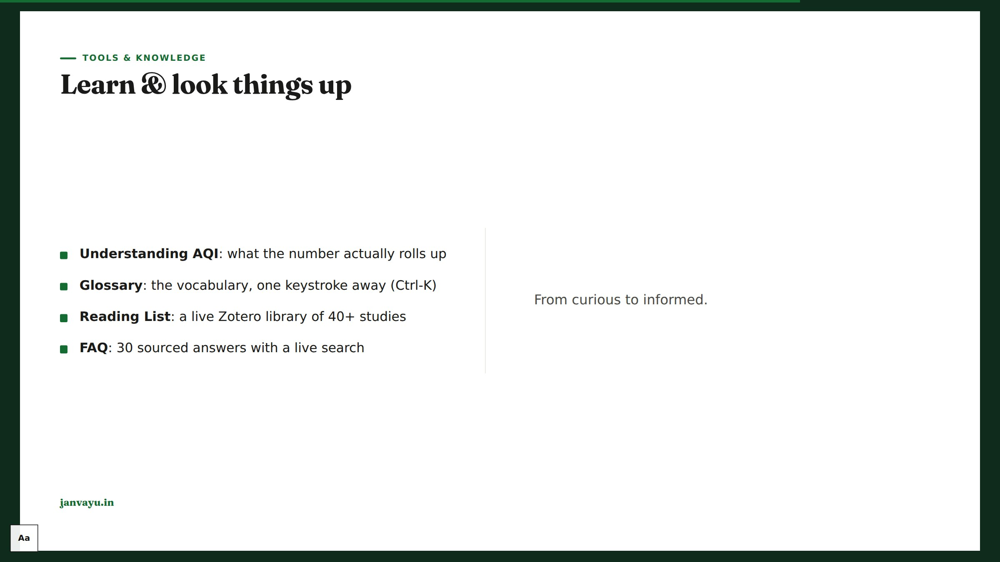 TOOLS & KNOWLEDGE
Learn & look things up
Understanding AQI: what the number actually rolls up
Glossary: the vocabulary, one keystroke away (Ctrl-K)
Reading List: a live Zotero library of 40+ studies
FAQ: 30 sourced answers with a live search
From curious to informed.
janvayu.in
Aa